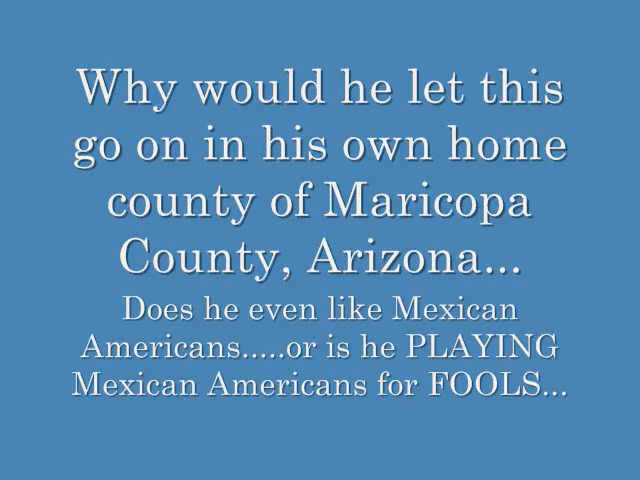 Why would he let this
go on in his own home
county of Maricopa
County, Arizona...
Does he even like Mexican
Americans.....or is he PLAYING
Mexican Americans for FOOLS...